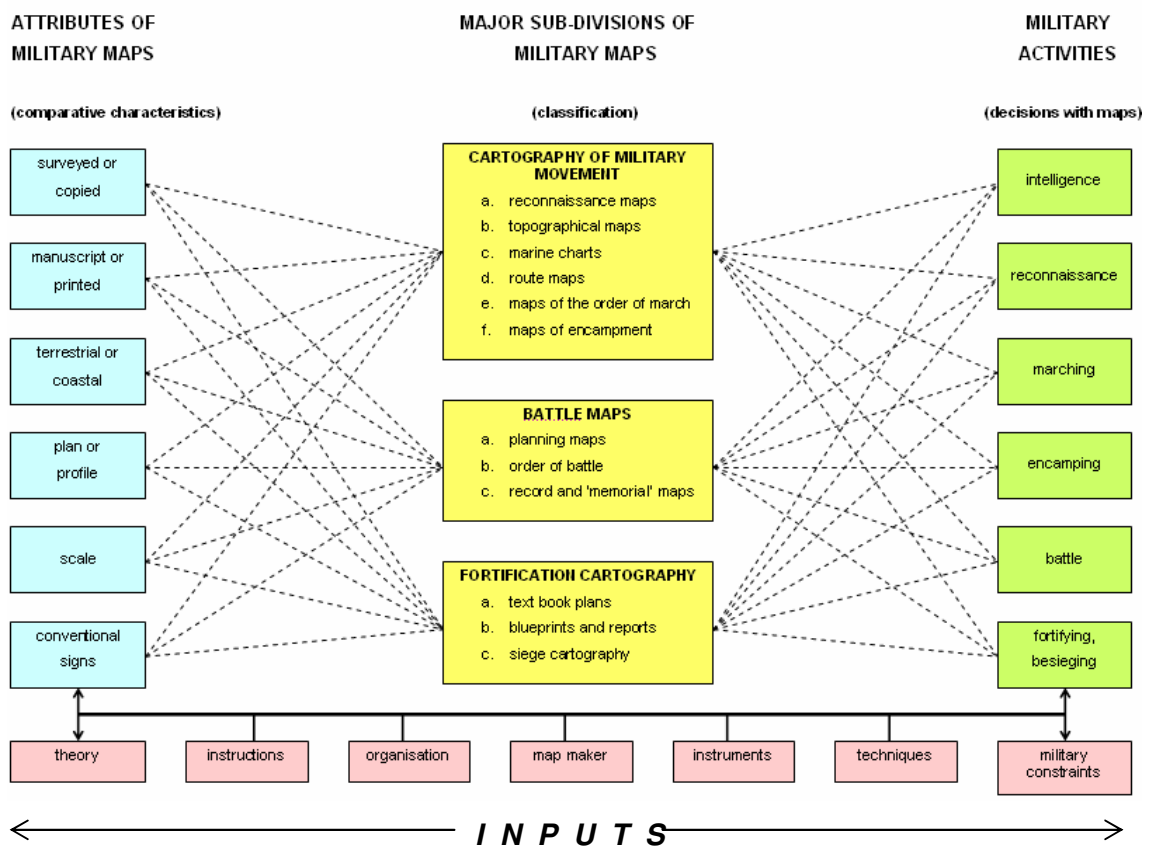 ATTRIBUTES OF
MILITARY MAPS
(comparative characteristics)
surveyed or
copied
manuscript or
printed
terrestrial or
coastal
plan or
profile
scale
conventional
signs
MAJOR SUB-DIVISIONS OF
MILITARY MAPS
(classification)
CARTOGRAPHY OF MILITARY
MOVEMENT
a. reconnaissance maps
b. topographical maps
c. marine charts
d. route maps
e. maps of the order of march
f. maps of encampment
BATTLE MAPS
a. planning maps
b. order of battle
c. record and 'memorial' maps
FORTIFICATION CARTOGRAPHY
a. text book plans
b. blueprints and reports
c. siege cartography
MILITARY
ACTIVITIES
(decisions with maps)
intelligence
reconnaissance
marching
encamping
battle
fortifying,
besieging
theory
instructions
organisation
map maker
instruments
techniques
military
constraints
I N P U T S